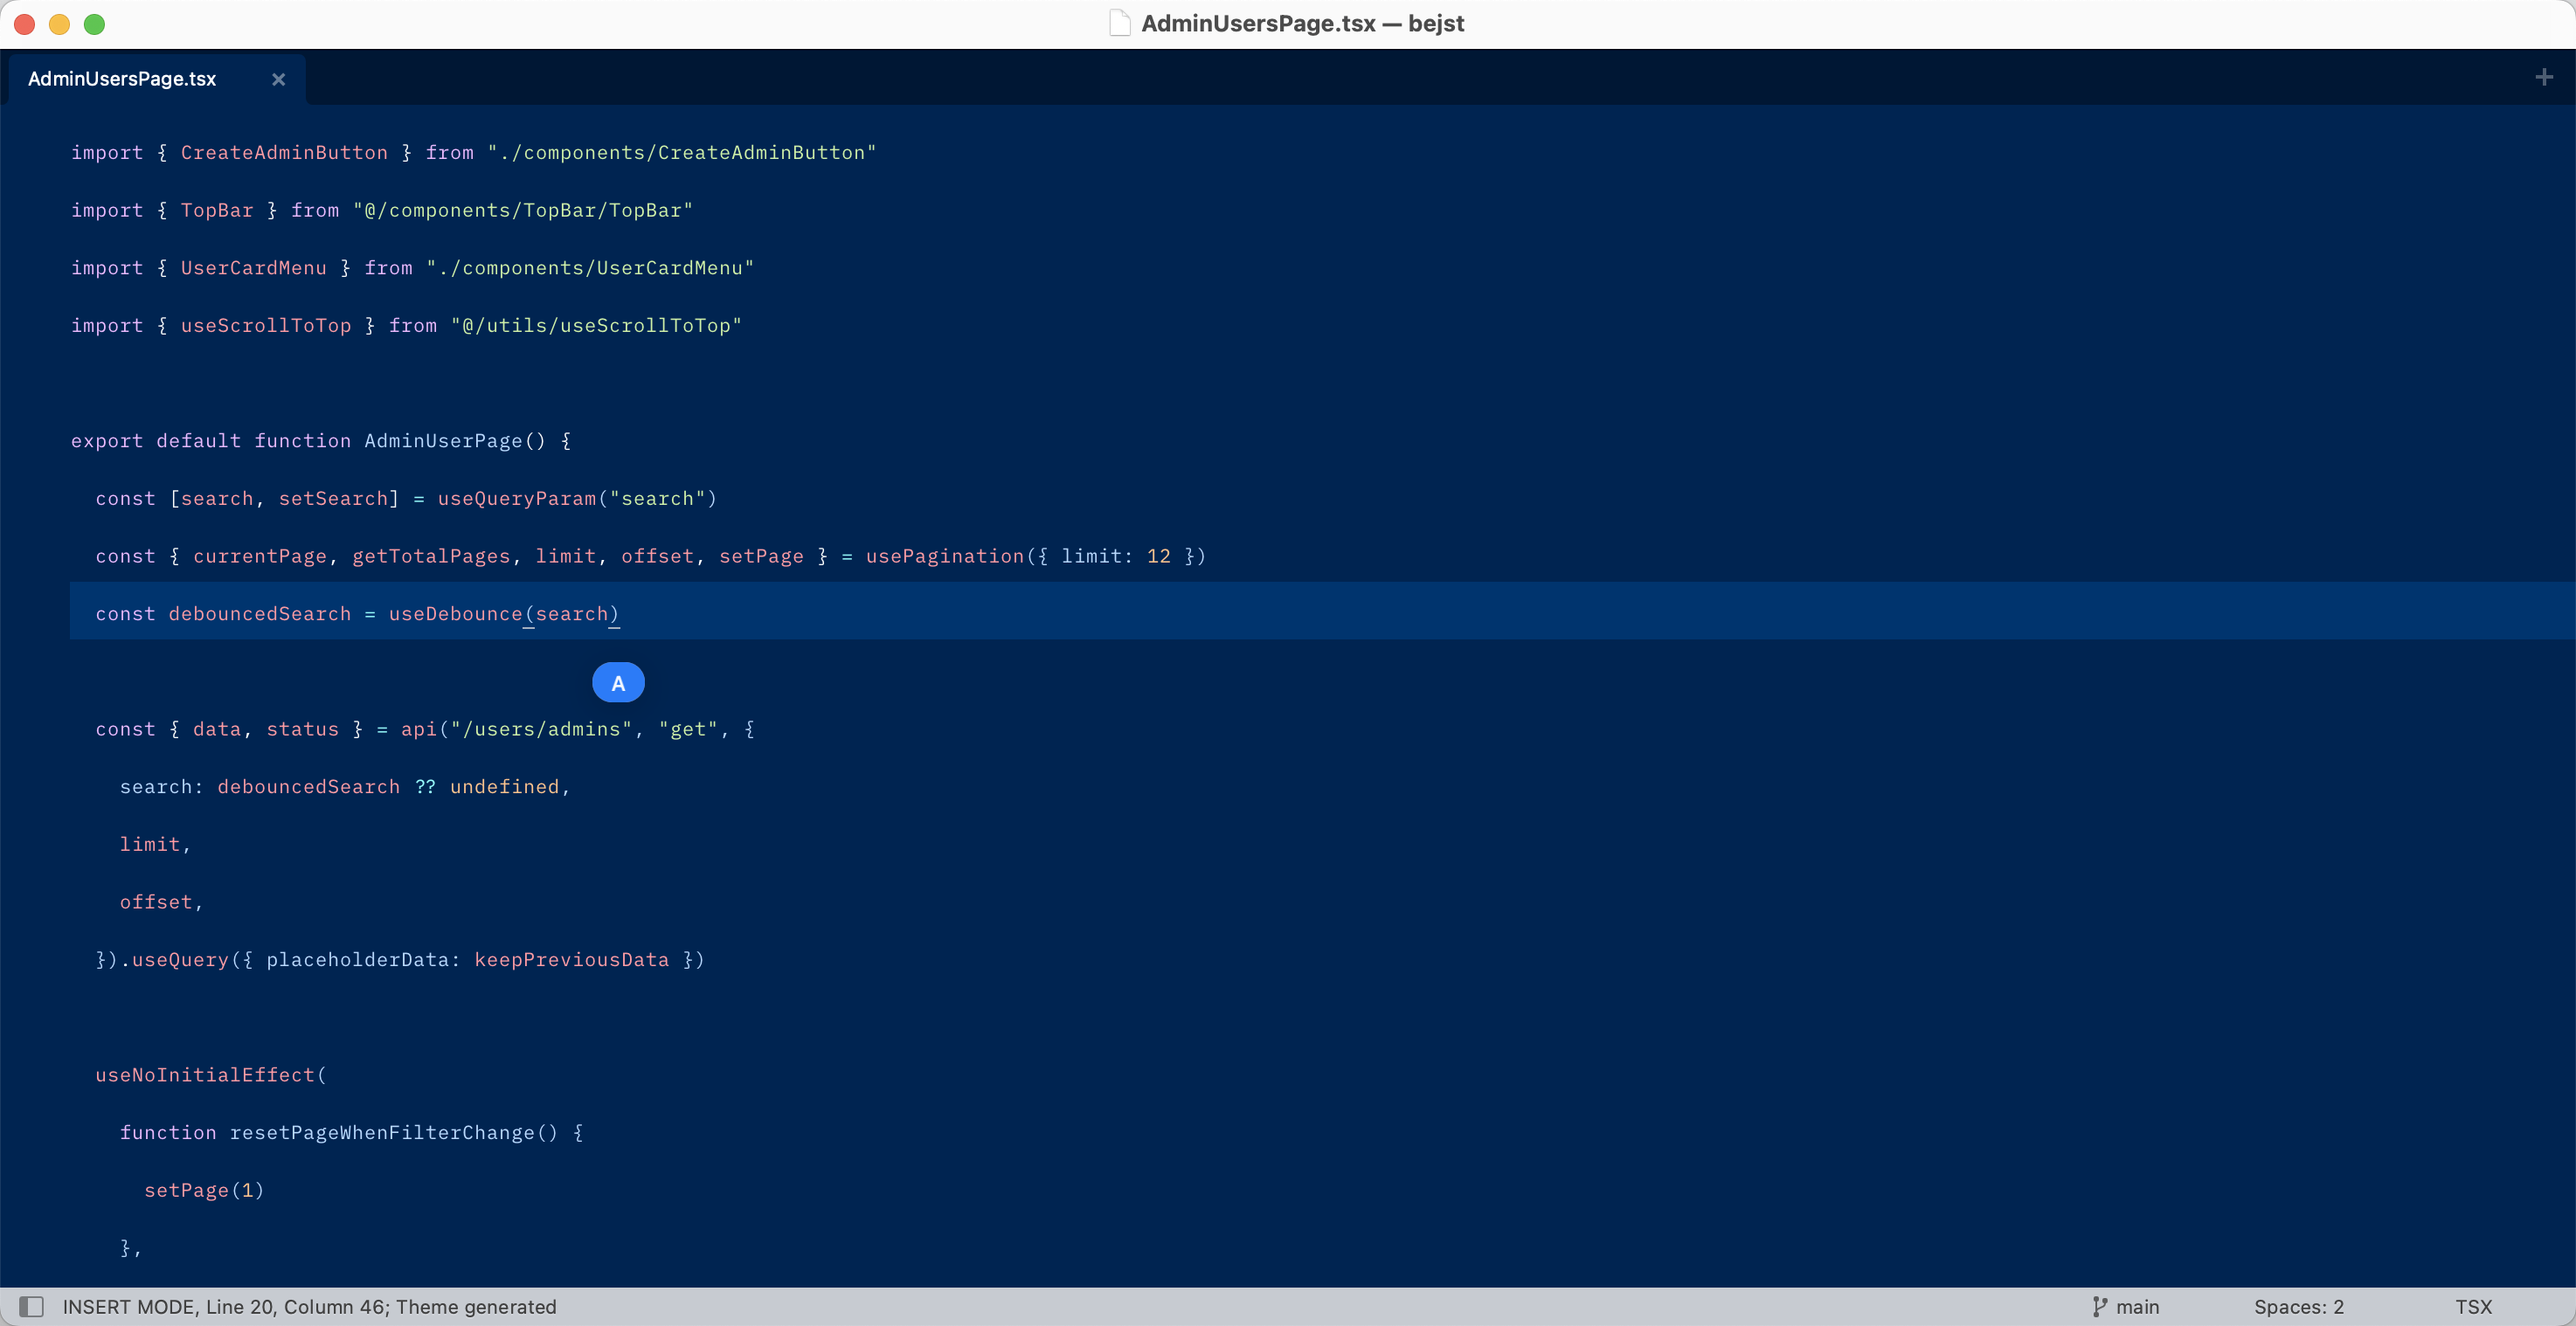 AdminUsersPage.tsx — bejst
AdminUsersPage.tsx
import { CreateAdminButton } from "./components/CreateAdminButton"
import { TopBar } from "@/components/TopBar/TopBar"
import { UserCardMenu } from "./components/UserCardMenu"
import { useScrollToTop } from "@/utils/useScrollToTop"
export default function AdminUserPage() {
  const [search, setSearch] = useQueryParam("search")
  const { currentPage, getTotalPages, limit, offset, setPage } = usePagination({ limit: 12 })
  const debouncedSearch = useDebounce(search)
A
  const { data, status } = api("/users/admins", "get", {
    search: debouncedSearch ?? undefined,
    limit,
    offset,
  }).useQuery({ placeholderData: keepPreviousData })
  useNoInitialEffect(
    function resetPageWhenFilterChange() {
      setPage(1)
    },
INSERT MODE, Line 20, Column 46; Theme generated
main
Spaces: 2
TSX